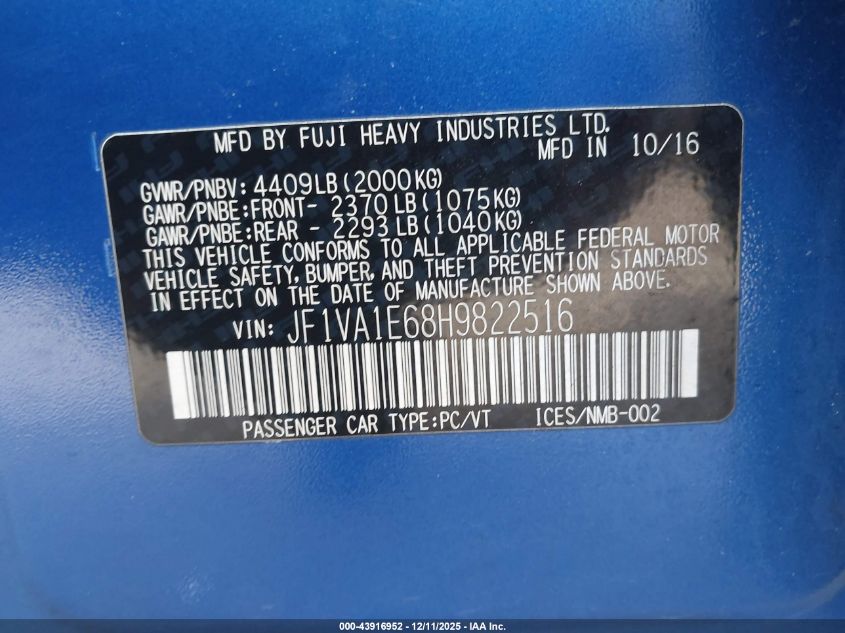 MFD BY FUJI HEAVY INDUSTRIES LTD.
MFD IN 10/16
GVWR/PNBV: 4409LB(2000KG)
GAWR/PNBE:FRONT- 2370LB(1075KG)
GAWR/PNBE:REAR - 2293LB(1040KG)
THIS VEHICLE CONFORMS TO ALL APPLICABLE FEDERAL MOTOR
VEHICLE SAFETY, BUMPER, AND THEFT PREVENTION STANDARDS
IN EFFECT ON THE DATE OF MANUFACTURE SHOWN ABOVE.
VIN: JF1VA1E68H9822516
PASSENGER CAR TYPE:PC/VT ICES/NMB-002
000-43916952 - 12/11/2025 - IAA Inc.